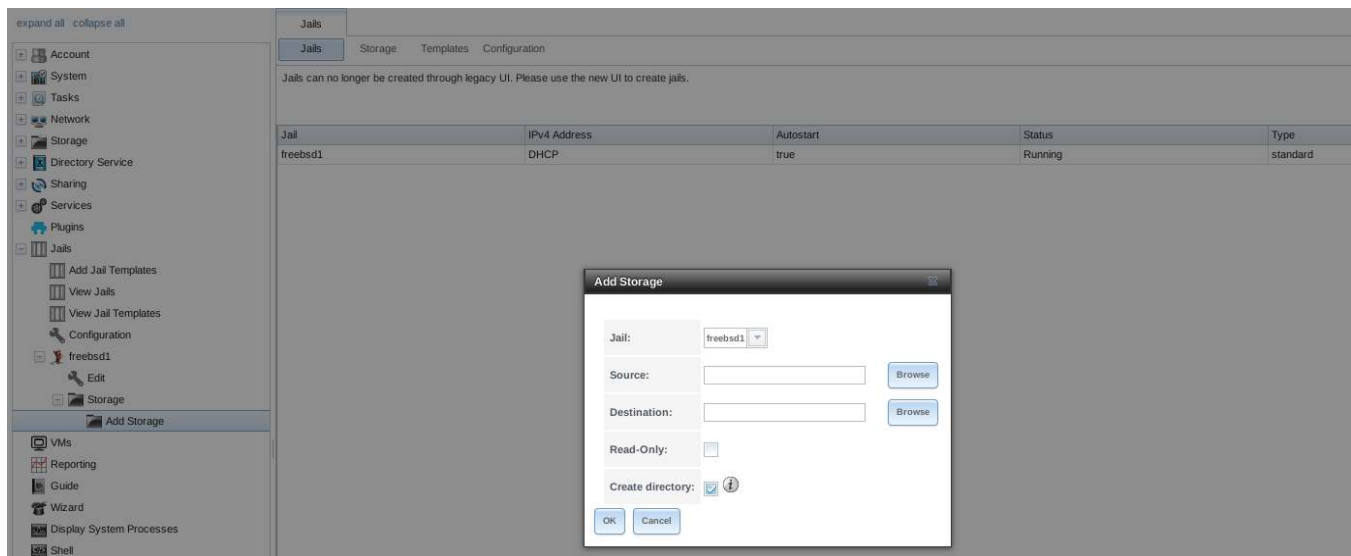 expand all collapse all
Account
System
Tasks
Network
Storage
Directory Service
Sharing
Services
Plugins
Jails
Add Jail Templates
View Jails
View Jail Templates
Configuration
freebsd1
Edit
Storage
Add Storage
VMs
Reporting
Guide
Wizard
Display System Processes
Shell
Jails
Jails Storage Templates Configuration
Jails can no longer be created through legacy UI. Please use the new UI to create jails.
Jail IPv4 Address Autostart Status Type
freebsd1 DHCP true Running standard
Add Storage
Jail: freebsd1
Source: Browse
Destination: Browse
Read-Only:
Create directory:
OK Cancel